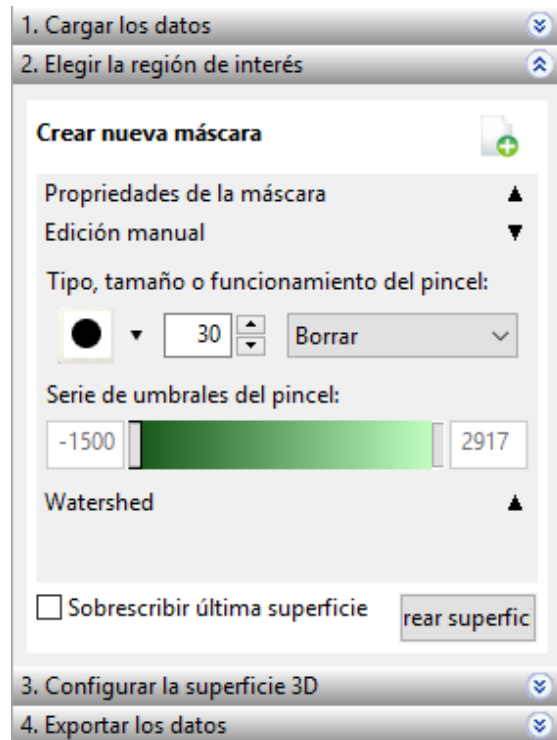 1. Cargar los datos
2. Elegir la región de interés
Crear nueva máscara
Propriedades de la máscara
Edición manual
Tipo, tamaño o funcionamiento del pincel:
30 Borrar
Serie de umbrales del pincel:
-1500 2917
Watershed
Sobrescribir última superficie rear superfic
3. Configurar la superficie 3D
4. Exportar los datos